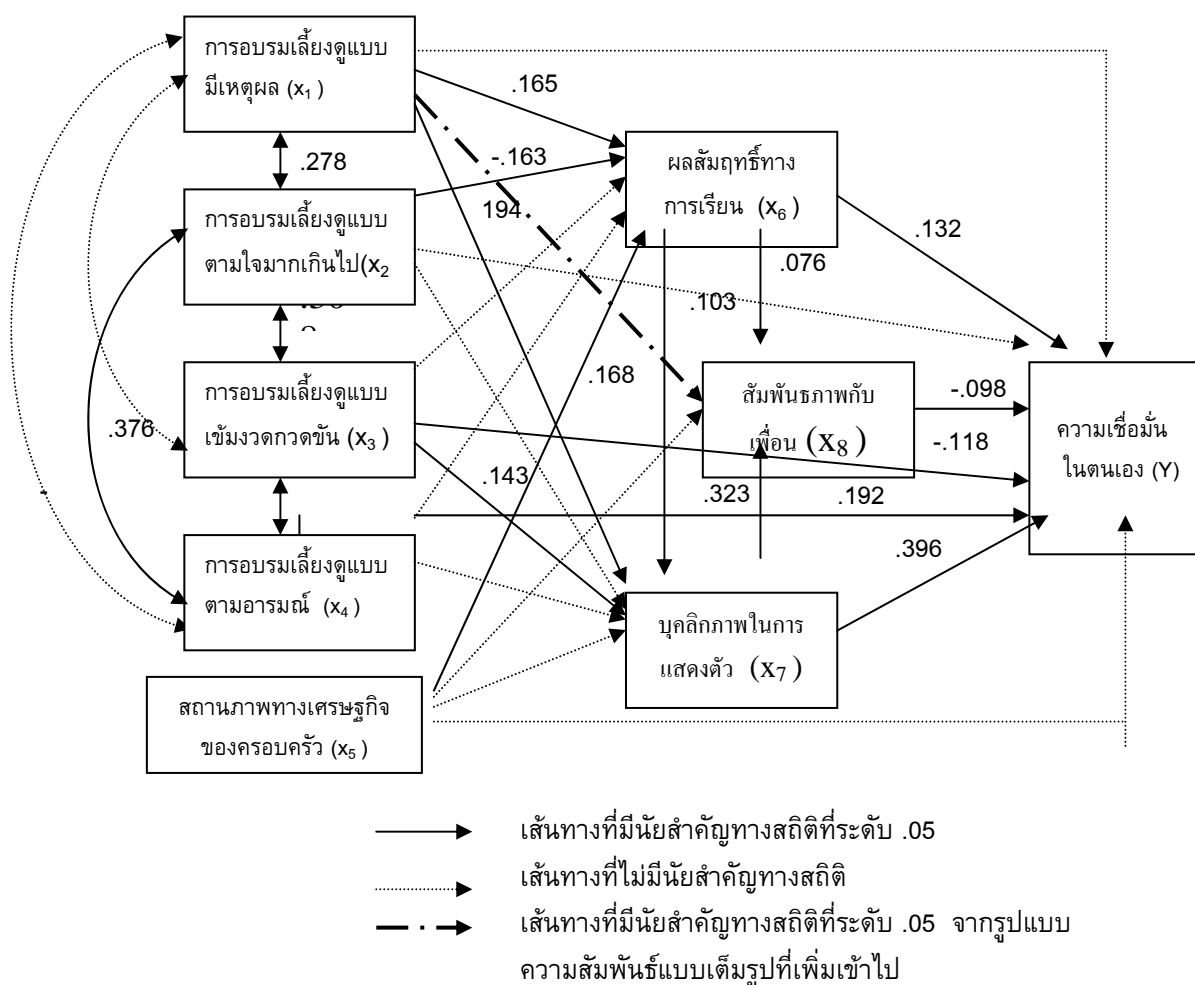 การอบรมเลี้ยงดูแบบ
มีเหตุผล (x₁ )
.165
.278
-.163
ผลสัมฤทธิ์ทาง
การเรียน (x₆ )
การอบรมเลี้ยงดูแบบ
ตามใจมากเกินไป(x₂
194
.132
.076
.103
การอบรมเลี้ยงดูแบบ
เข้มงวดกวดขัน (x₃ )
.168
สัมพันธภาพกับ
เพื่อน (x₈ )
-.098
-.118
ความเชื่อมั่น
ในตนเอง (Y)
.376
.143
.323
.192
.396
การอบรมเลี้ยงดูแบบ
ตามอารมณ์ (x₄ )
บุคลิกภาพในการ
แสดงตัว (x₇ )
สถานภาพทางเศรษฐกิจ
ของครอบครัว (x₅ )
เส้นทางที่มีนัยสำคัญทางสถิติที่ระดับ .05
เส้นทางที่ไม่มีนัยสำคัญทางสถิติ
เส้นทางที่มีนัยสำคัญทางสถิติที่ระดับ .05 จากรูปแบบ
ความสัมพันธ์แบบเต็มรูปที่เพิ่มเข้าไป